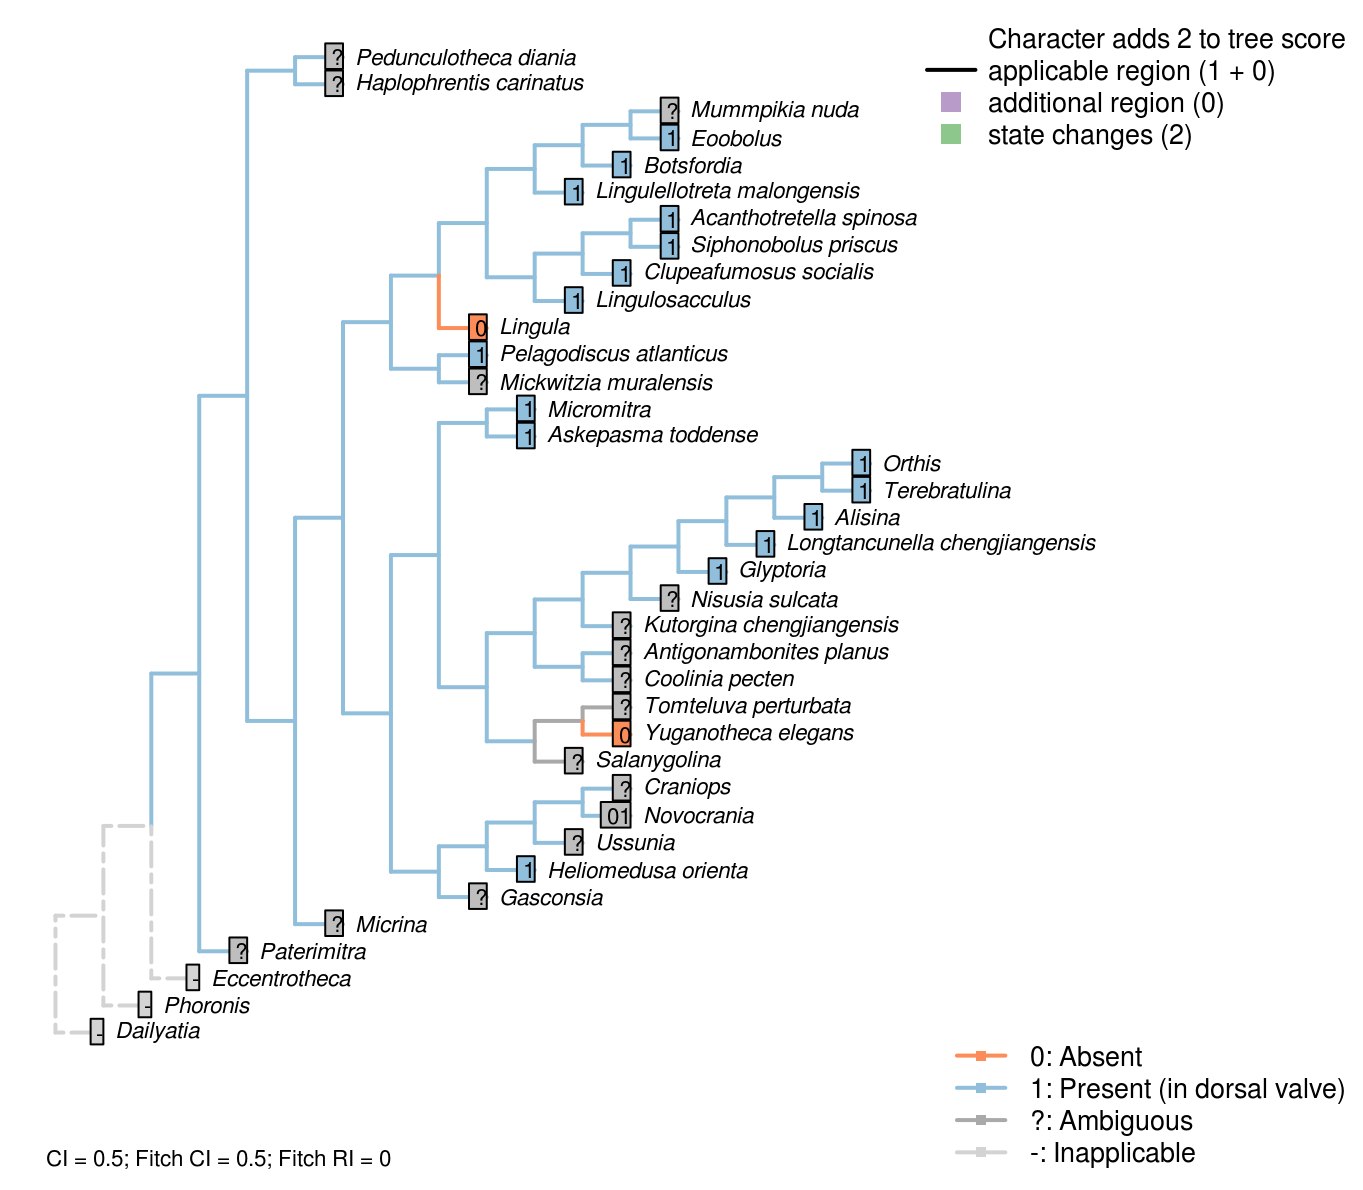 Character adds 2 to tree score
applicable region (1 + 0)
additional region (0)
state changes (2)
? Pedunculotheca diania
? Haplophrentis carinatus
? Mummpikia nuda
1 Eoobolus
1 Botsfordia
1 Lingulellotreta malongensis
1 Acanthotretella spinosa
1 Siphonobolus priscus
1 Clupeafumosus socialis
1 Lingulosacculus
0 Lingula
1 Pelagodiscus atlanticus
? Mickwitzia muralensis
1 Micromitra
1 Askepasma toddense
1 Orthis
1 Terebratulina
1 Alisina
1 Longtancunella chengjiangensis
1 Glyptoria
? Nisusia sulcata
? Kutorgina chengjiangensis
? Antigonambonites planus
? Coolinia pecten
? Tomteluva perturbata
0 Yuganotheca elegans
? Salanygolina
? Craniops
01 Novocrania
? Ussunia
1 Heliomedusa orienta
? Gasconsia
? Micrina
? Paterimitra
- Eccentrotheca
- Phoronis
- Dailyatia
0: Absent
1: Present (in dorsal valve)
?: Ambiguous
-: Inapplicable
CI = 0.5; Fitch CI = 0.5; Fitch RI = 0